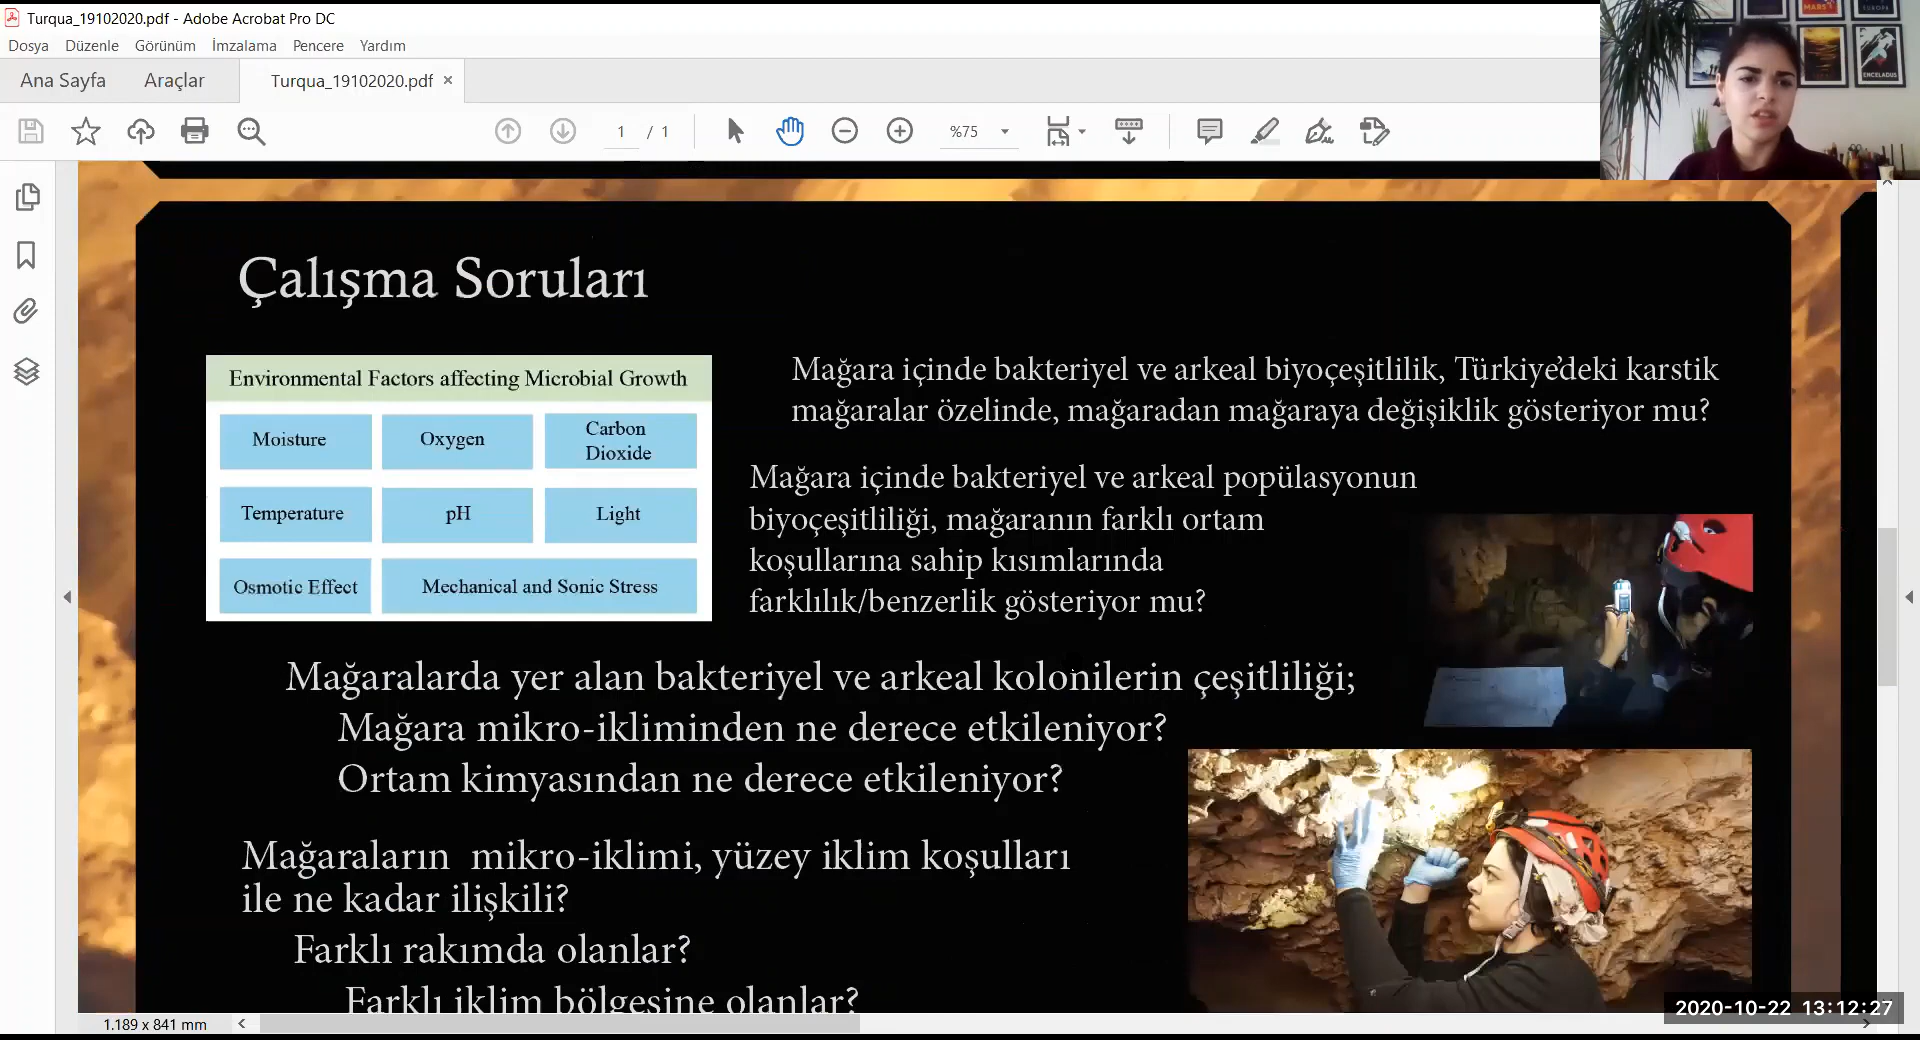 Turqua_19102020.pdf - Adobe Acrobat Pro DC
Dosya Düzenle Görünüm İmzalama Pencere Yardım
Ana Sayfa Araçlar Turqua_19102020.pdf ×
1 / 1 %75
MARS
EUROPA
ENCELADUS
Çalışma Soruları
Environmental Factors affecting Microbial Growth
Moisture Oxygen Carbon Dioxide
Temperature pH Light
Osmotic Effect Mechanical and Sonic Stress
Mağara içinde bakteriyel ve arkeal biyoçeşitlilik, Türkiye'deki karstik
mağaralar özelinde, mağaradan mağaraya değişiklik gösteriyor mu?
Mağara içinde bakteriyel ve arkeal popülasyonun
biyoçeşitliliği, mağaranın farklı ortam
koşullarına sahip kısımlarında
farklılık/benzerlik gösteriyor mu?
Mağaralarda yer alan bakteriyel ve arkeal kolonilerin çeşitliliği;
Mağara mikro-ikliminden ne derece etkileniyor?
Ortam kimyasından ne derece etkileniyor?
Mağaraların mikro-iklimi, yüzey iklim koşulları
ile ne kadar ilişkili?
Farklı rakımda olanlar?
Farklı iklim bölgesine olanlar?
2020-10-22 13:12:27
1.189 x 841 mm